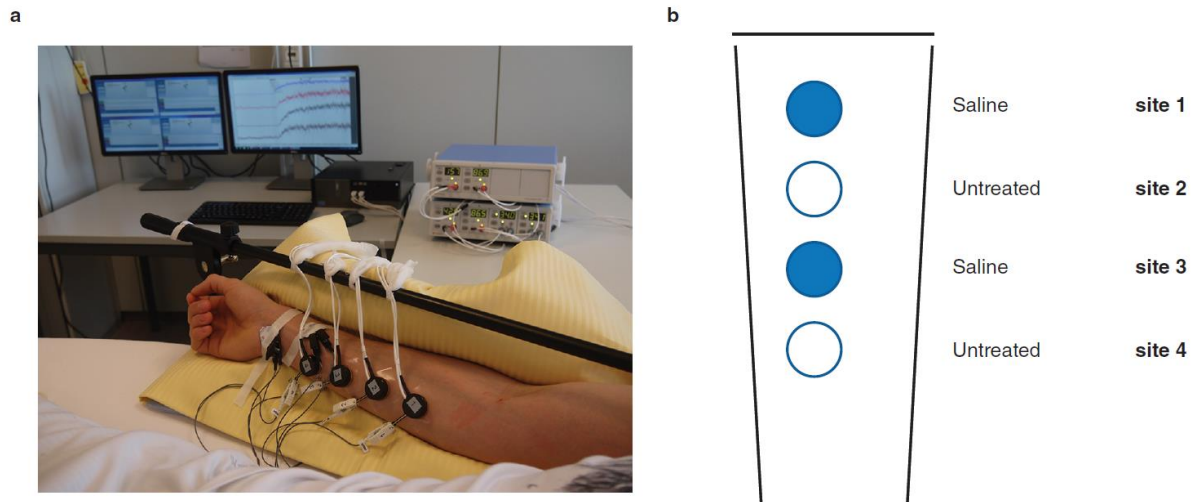 a
b
Saline site 1
Untreated site 2
Saline site 3
Untreated site 4